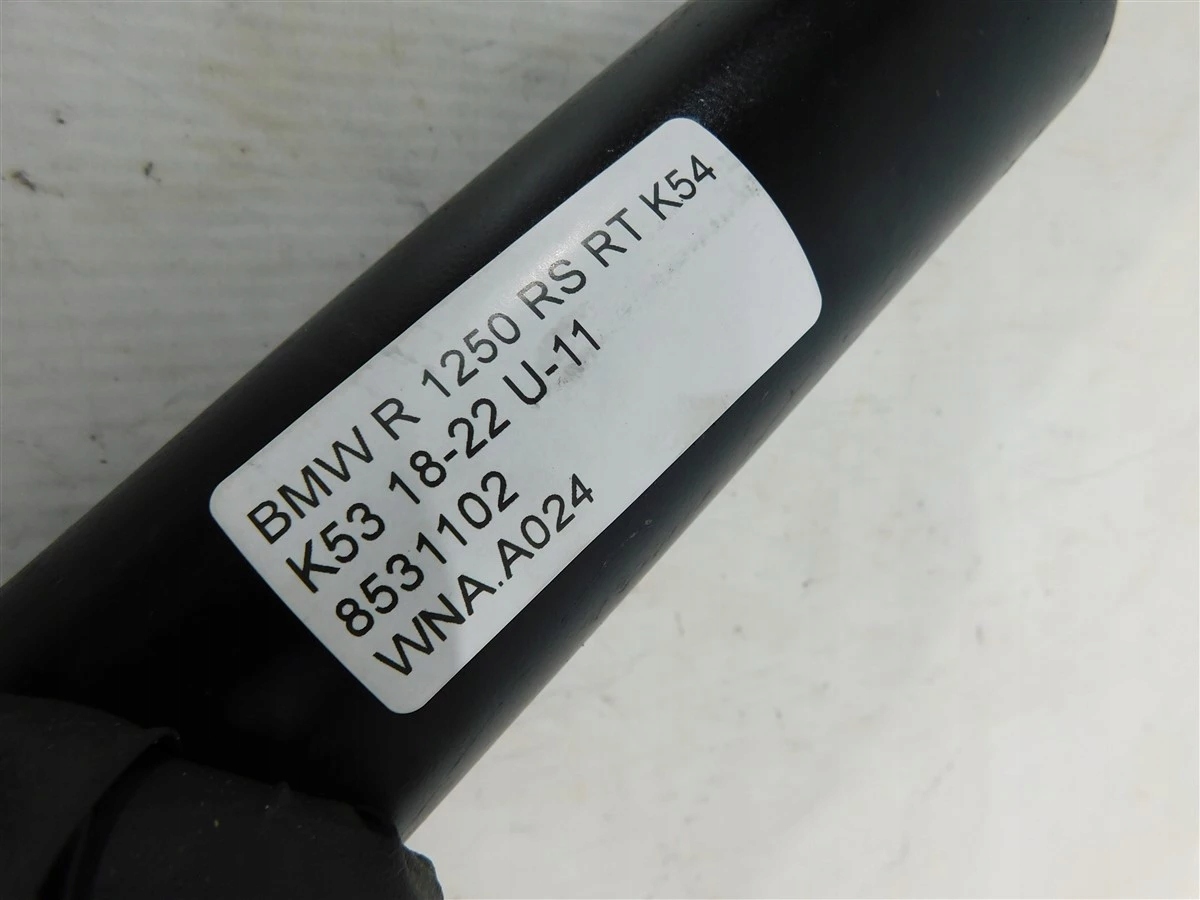 BMW R 1250 RS RT K54
K53 18-22 U-11
8531102
WNA.A024